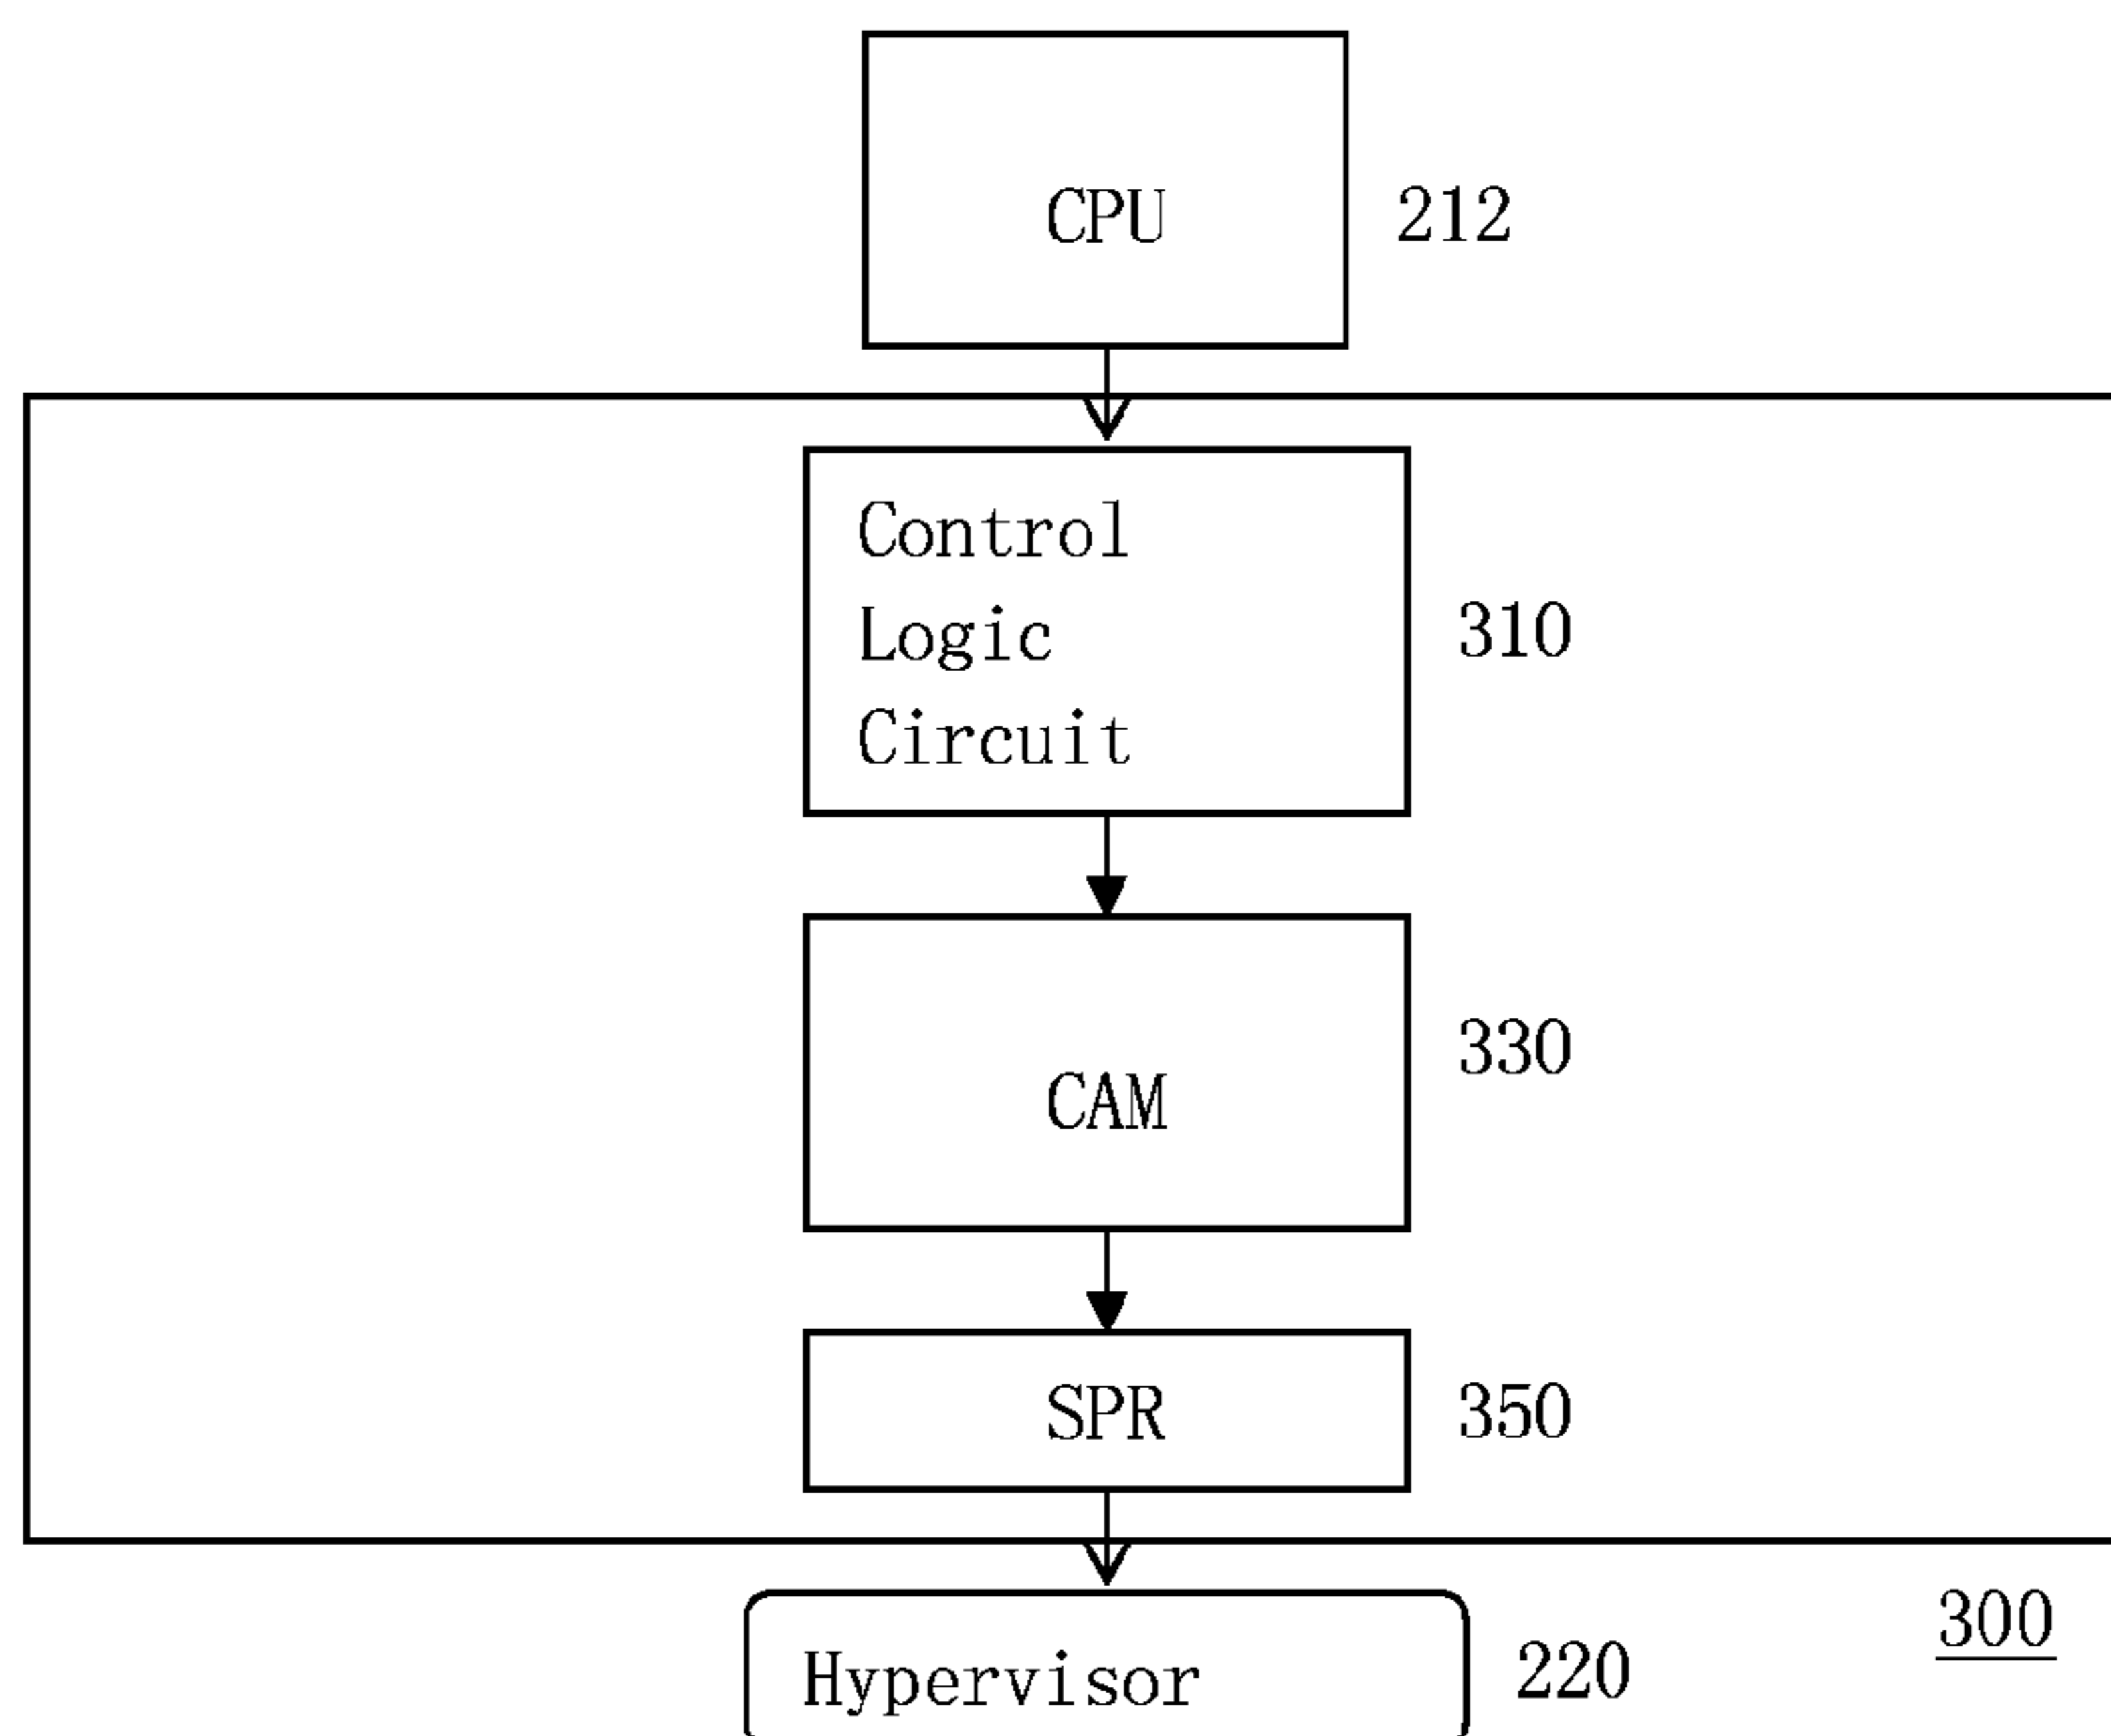 CPU
212
Control
Logic
Circuit
310
CAM
330
SPR
350
Hypervisor
220
300